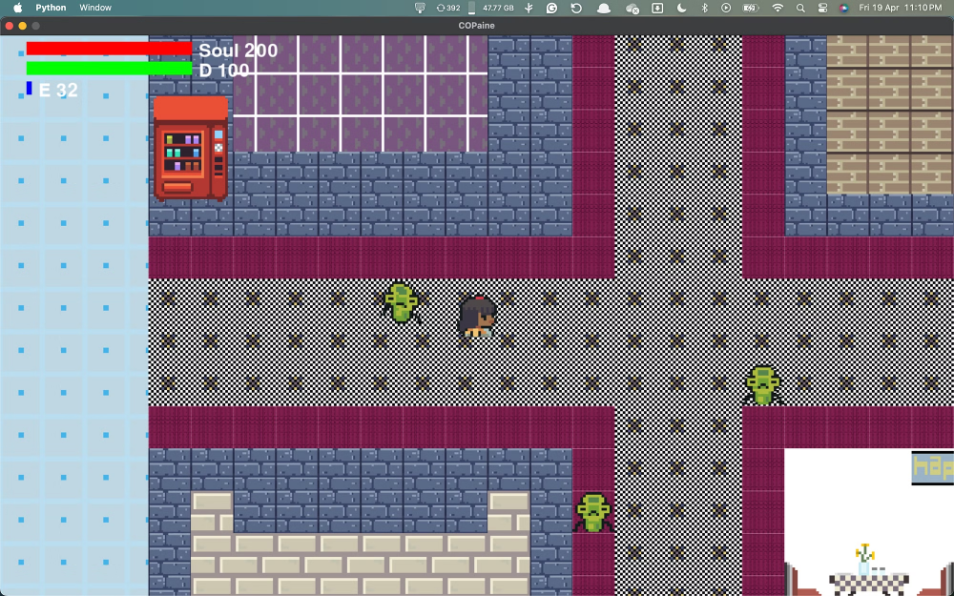 Python Window
392 47.77 GB Fri 19 Apr 11:10 PM
COPaine
Soul 200
D 100
E 32
hap